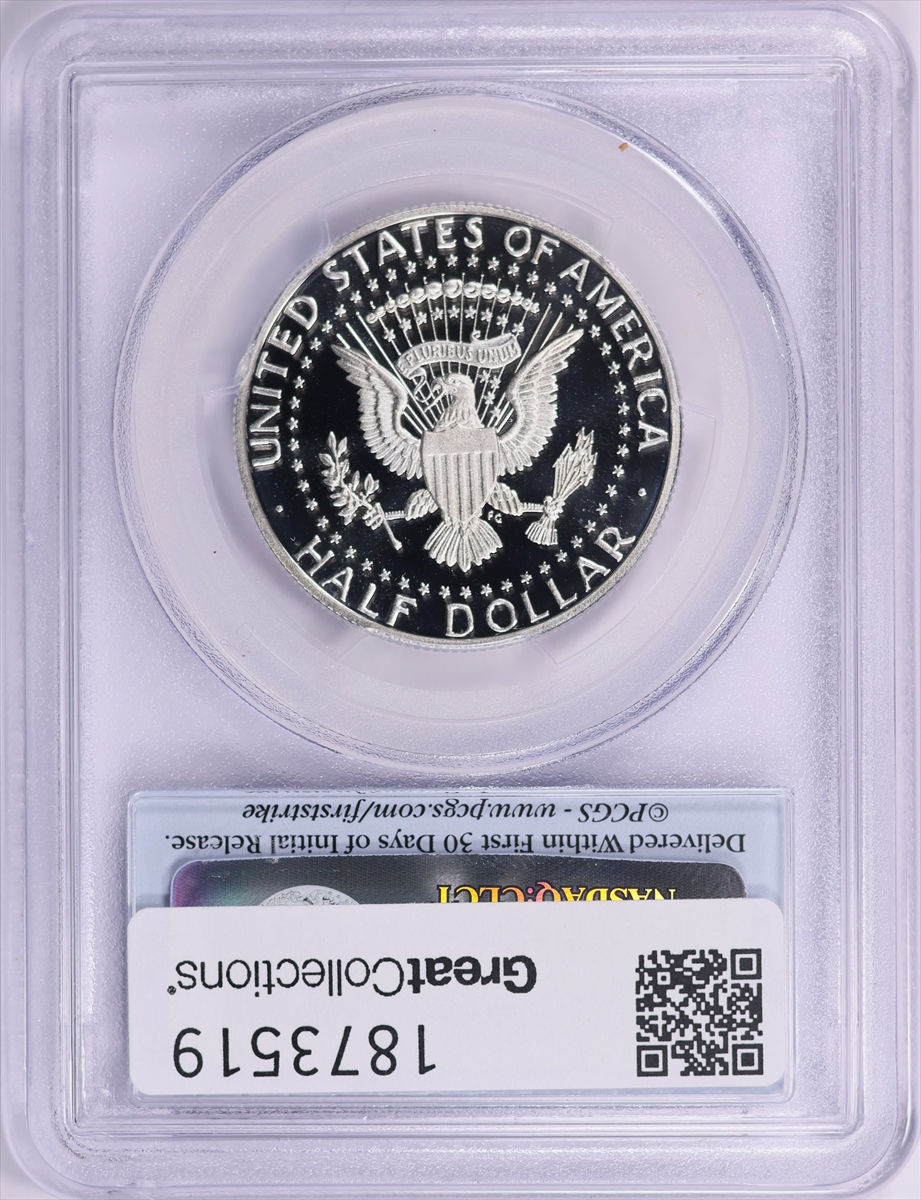 UNITED STATES OF AMERICA
PLURIBUS UNUM
FG
HALF DOLLAR
1873519
GreatCollections®
NASDAQ:CLCT
Delivered Within First 30 Days of Initial Release.
©PCGS - www.pcgs.com/firststrike